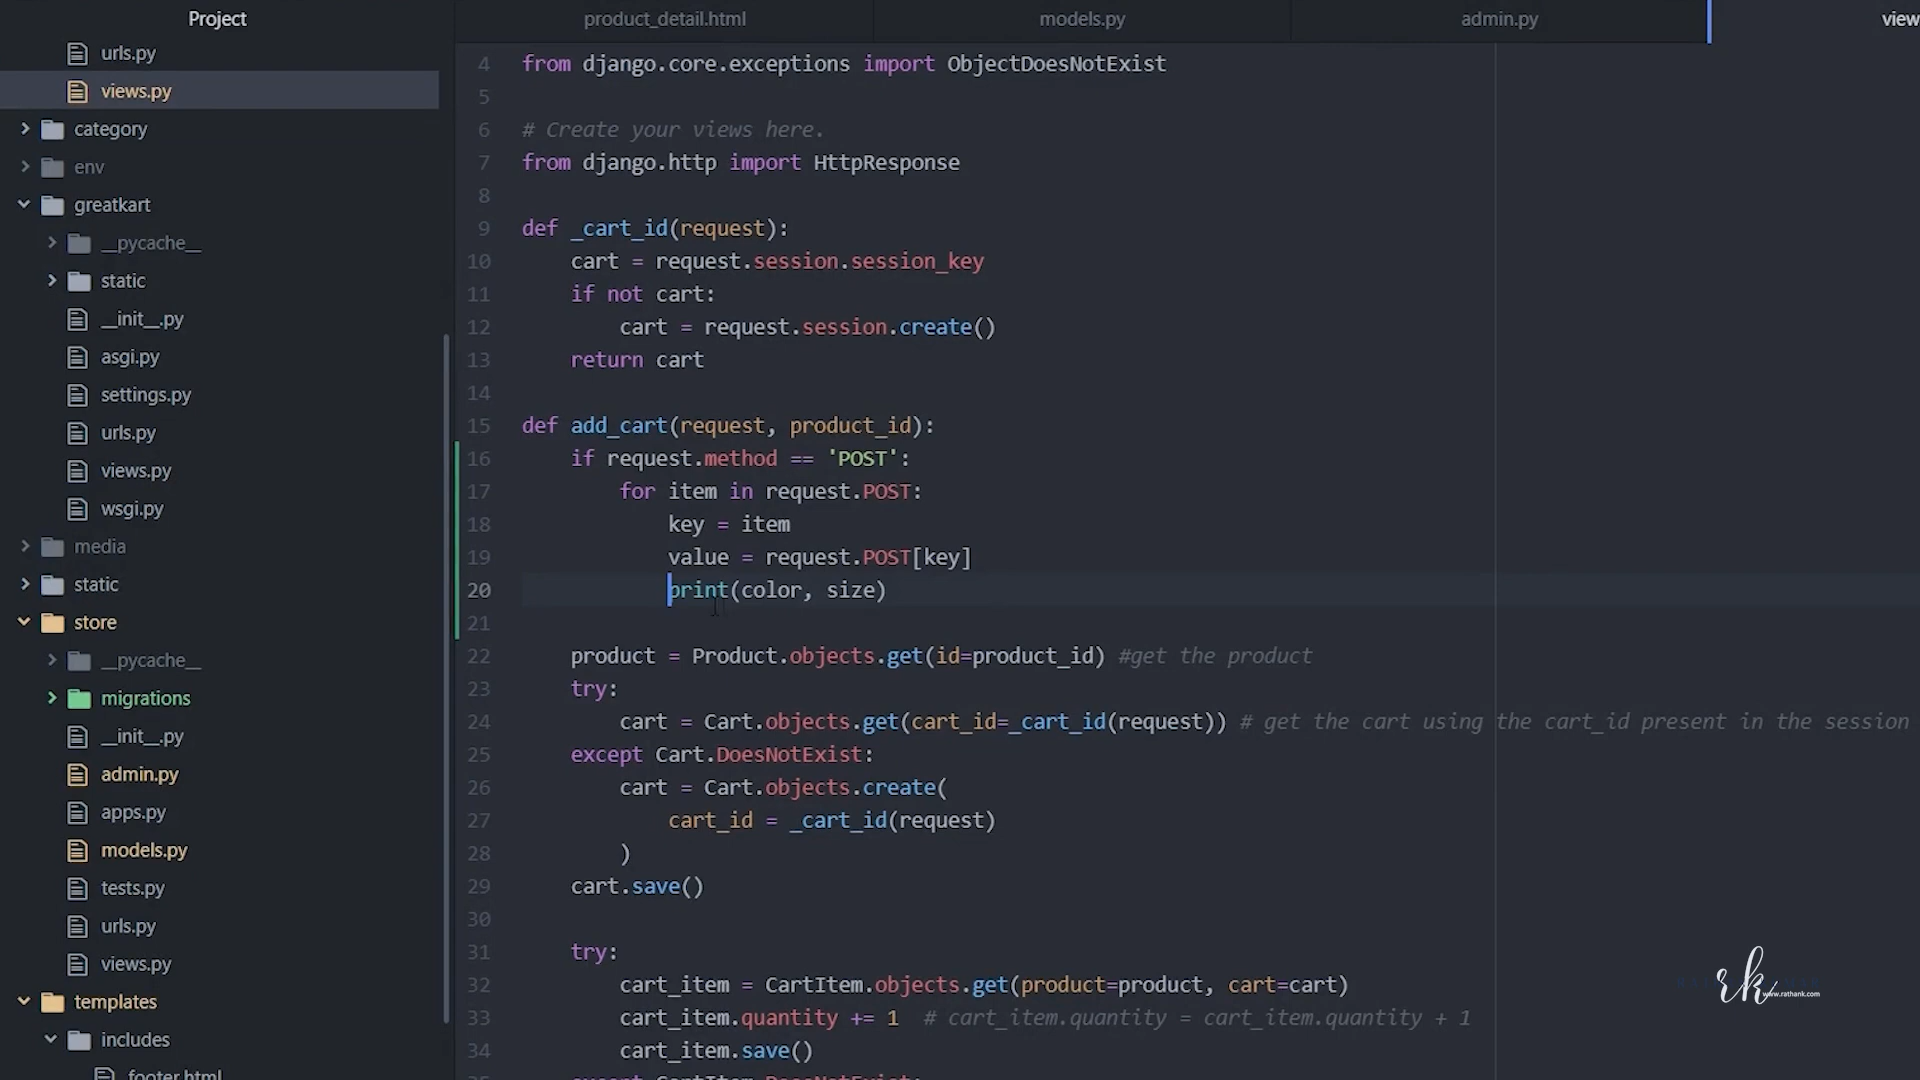 Project
product_detail.html
models.py
admin.py
view
urls.py
views.py
category
env
greatkart
__pycache__
static
__init__.py
asgi.py
settings.py
urls.py
views.py
wsgi.py
media
static
store
__pycache__
migrations
__init__.py
admin.py
apps.py
models.py
tests.py
urls.py
views.py
templates
includes
footer.html
4 from django.core.exceptions import ObjectDoesNotExist
5
6 # Create your views here.
7 from django.http import HttpResponse
8
9 def _cart_id(request):
10     cart = request.session.session_key
11     if not cart:
12         cart = request.session.create()
13     return cart
14
15 def add_cart(request, product_id):
16     if request.method == 'POST':
17         for item in request.POST:
18             key = item
19             value = request.POST[key]
20             print(color, size)
21
22     product = Product.objects.get(id=product_id) #get the product
23     try:
24         cart = Cart.objects.get(cart_id=_cart_id(request)) # get the cart using the cart_id present in the session
25     except Cart.DoesNotExist:
26         cart = Cart.objects.create(
27             cart_id = _cart_id(request)
28         )
29     cart.save()
30
31     try:
32         cart_item = CartItem.objects.get(product=product, cart=cart)
33         cart_item.quantity += 1  # cart_item.quantity = cart_item.quantity + 1
34         cart_item.save()
except CartItem.DoesNotExist:
rk
www.rathank.com